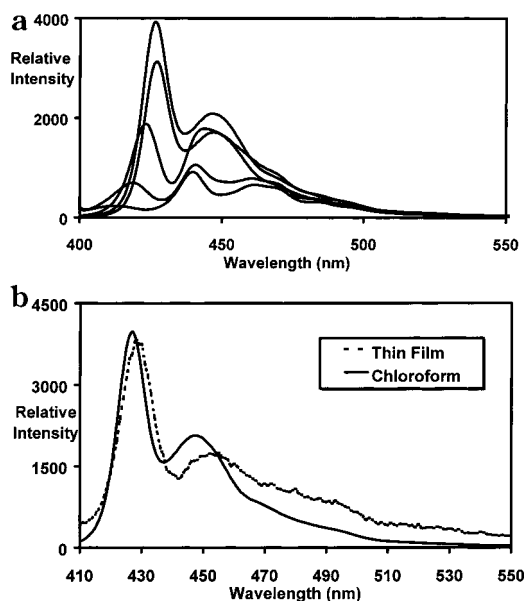 a
4000
Relative
Intensity
2000
0
400
450
500
550
Wavelength (nm)
b
4500
Thin Film
Chloroform
3000
Relative
Intensity
1500
0
410
430
450
470
490
510
530
550
Wavelength (nm)